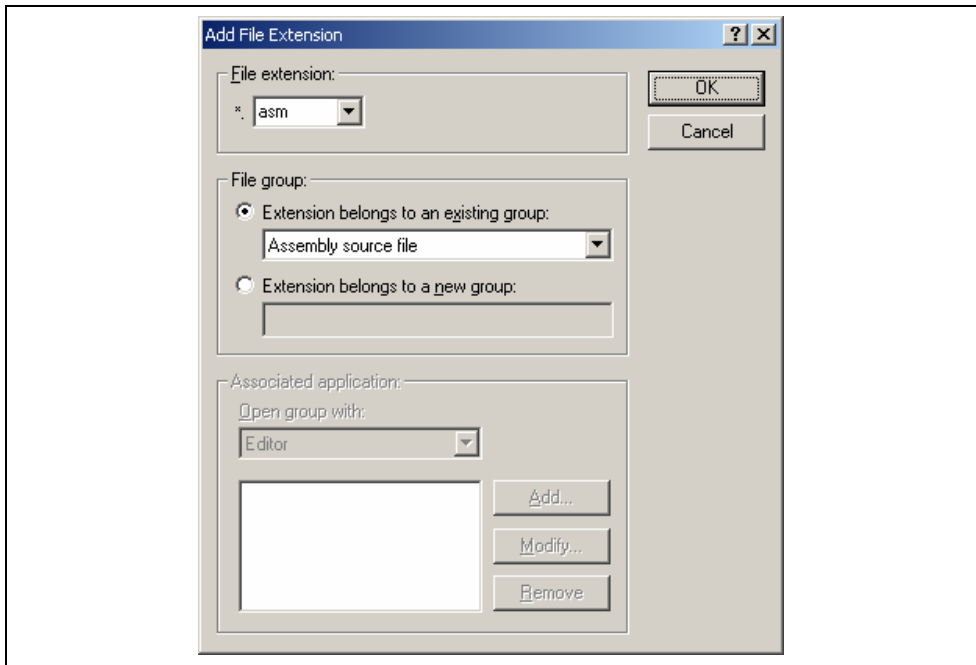 Add File Extension
File extension:
*. asm
OK
Cancel
File group:
Extension belongs to an existing group:
Assembly source file
Extension belongs to a new group:
Associated application:
Open group with:
Editor
Add...
Modify...
Remove